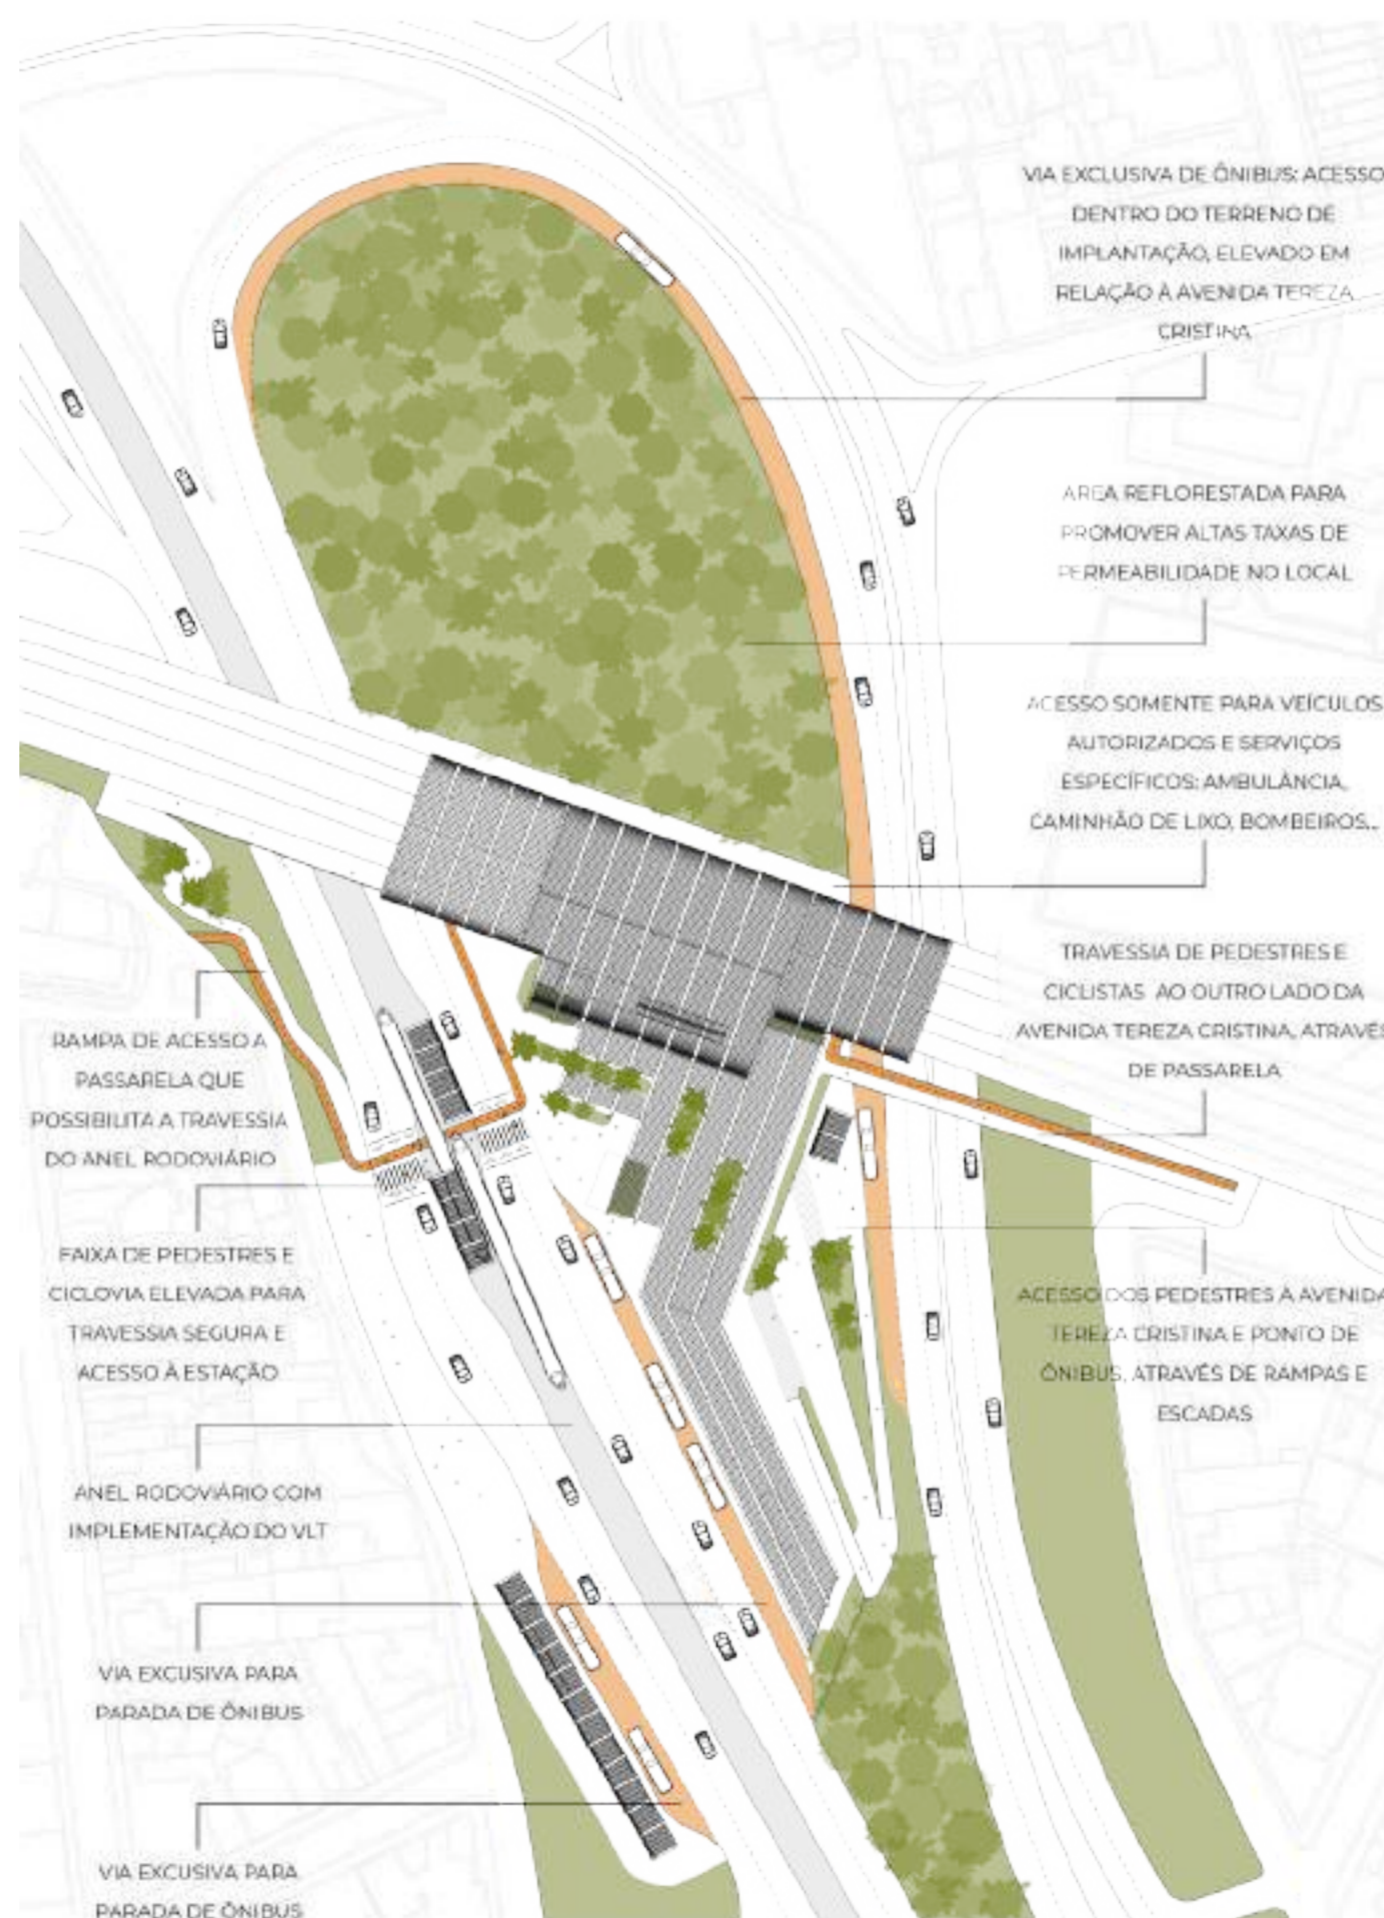 VIA EXCLUSIVA DE ÔNIBUS: ACESSO
DENTRO DO TERRENO DE
IMPLANTAÇÃO, ELEVADO EM
RELAÇÃO À AVENIDA TEREZA
CRISTINA
AREA REFLORESTADA PARA
PROMOVER ALTAS TAXAS DE
PERMEABILIDADE NO LOCAL
ACESSO SOMENTE PARA VEÍCULOS
AUTORIZADOS E SERVIÇOS
ESPECÍFICOS: AMBULÂNCIA,
CAMINHÃO DE LIXO, BOMBEIROS...
TRAVESSIA DE PEDESTRES E
CICLISTAS AO OUTRO LADO DA
AVENIDA TEREZA CRISTINA, ATRAVÉS
DE PASSARELA
ACESSO DOS PEDESTRES À AVENIDA
TEREZA CRISTINA E PONTO DE
ÔNIBUS, ATRAVÉS DE RAMPAS E
ESCADAS
RAMPA DE ACESSO A
PASSARELA QUE
POSSIBILITA A TRAVESSIA
DO ANEL RODOVIÁRIO
FAIXA DE PEDESTRES E
CICLOVIA ELEVADA PARA
TRAVESSIA SEGURA E
ACESSO À ESTAÇÃO
ANEL RODOVIÁRIO COM
IMPLEMENTAÇÃO DO VLT
VIA EXCUSIVA PARA
PARADA DE ÔNIBUS
VIA EXCUSIVA PARA
PARADA DE ÔNIBUS